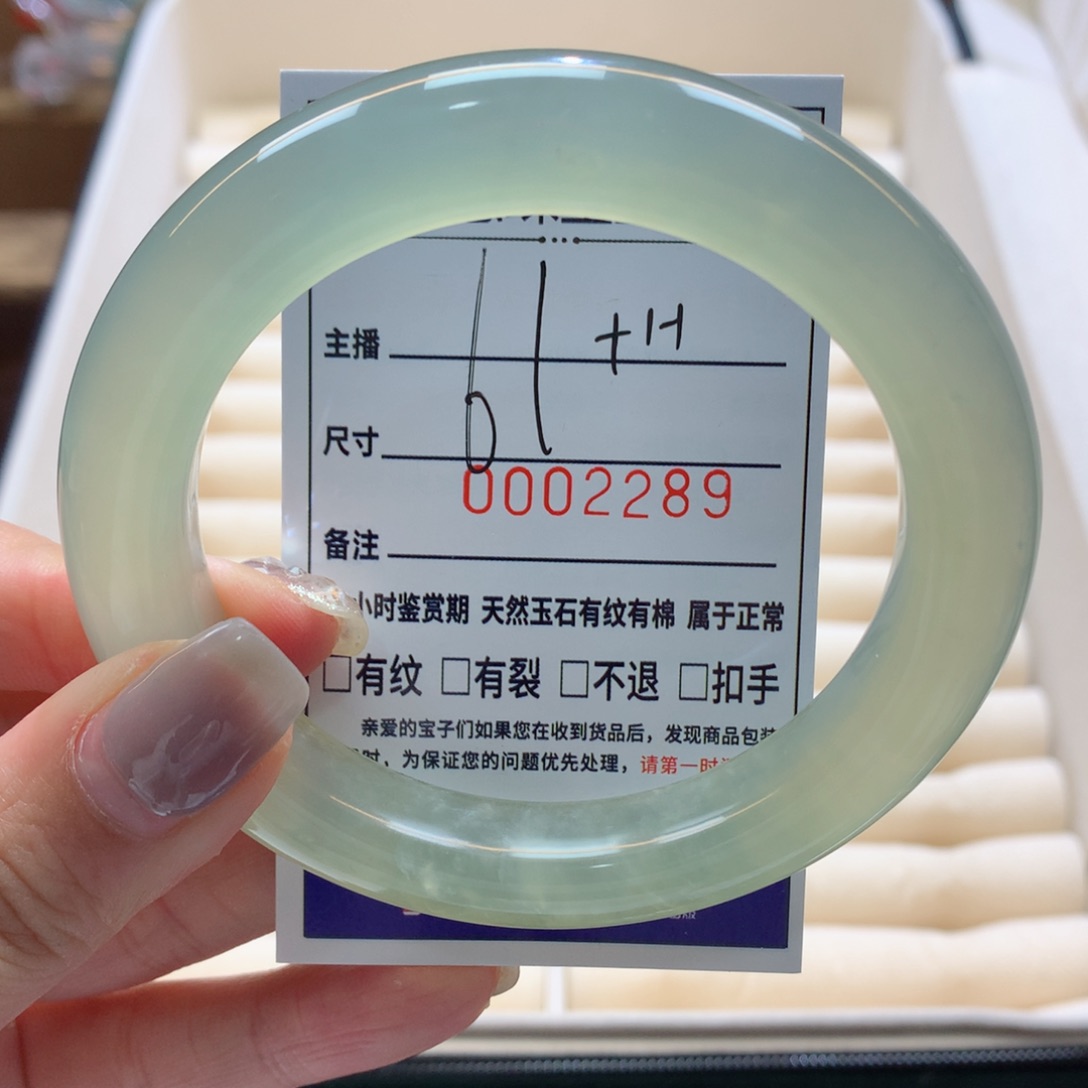 61 +H
主播
尺寸
0002289
备注
小时鉴赏期 天然玉石有纹有棉 属于正常
□有纹 □有裂 □不退 □扣手
亲爱的宝子们如果您在收到货品后,发现商品包装
时,为保证您的问题优先处理,请第一时